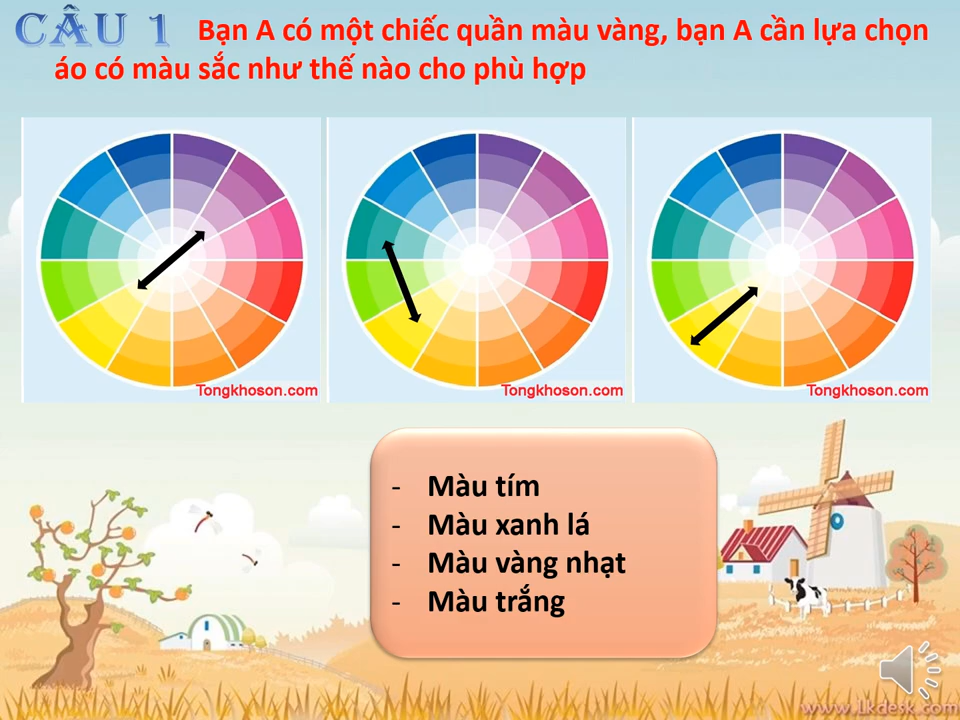 CÂU 1 Bạn A có một chiếc quần màu vàng, bạn A cần lựa chọn
áo có màu sắc như thế nào cho phù hợp
Tongkhoson.com Tongkhoson.com Tongkhoson.com
- Màu tím
- Màu xanh lá
- Màu vàng nhạt
- Màu trắng
www.1kdesk.com